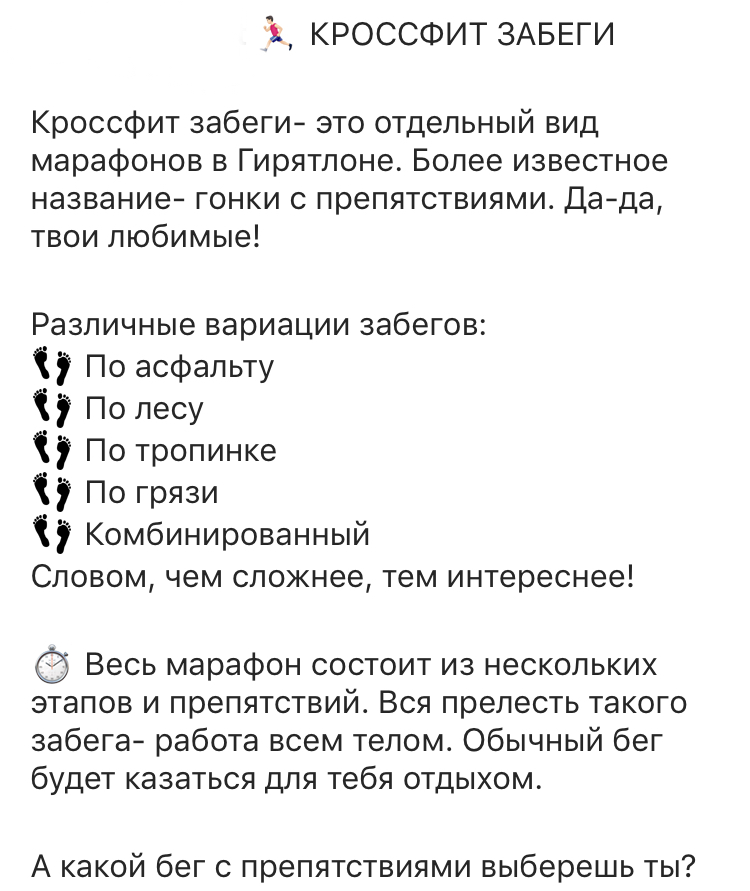 🏃🏻‍♂️ КРОССФИТ ЗАБЕГИ
Кроссфит забеги- это отдельный вид
марафонов в Гирятлоне. Более известное
название- гонки с препятствиями. Да-да,
твои любимые!
Различные вариации забегов:
👣 По асфальту
👣 По лесу
👣 По тропинке
👣 По грязи
👣 Комбинированный
Словом, чем сложнее, тем интереснее!
⏱ Весь марафон состоит из нескольких
этапов и препятствий. Вся прелесть такого
забега- работа всем телом. Обычный бег
будет казаться для тебя отдыхом.
А какой бег с препятствиями выберешь ты?